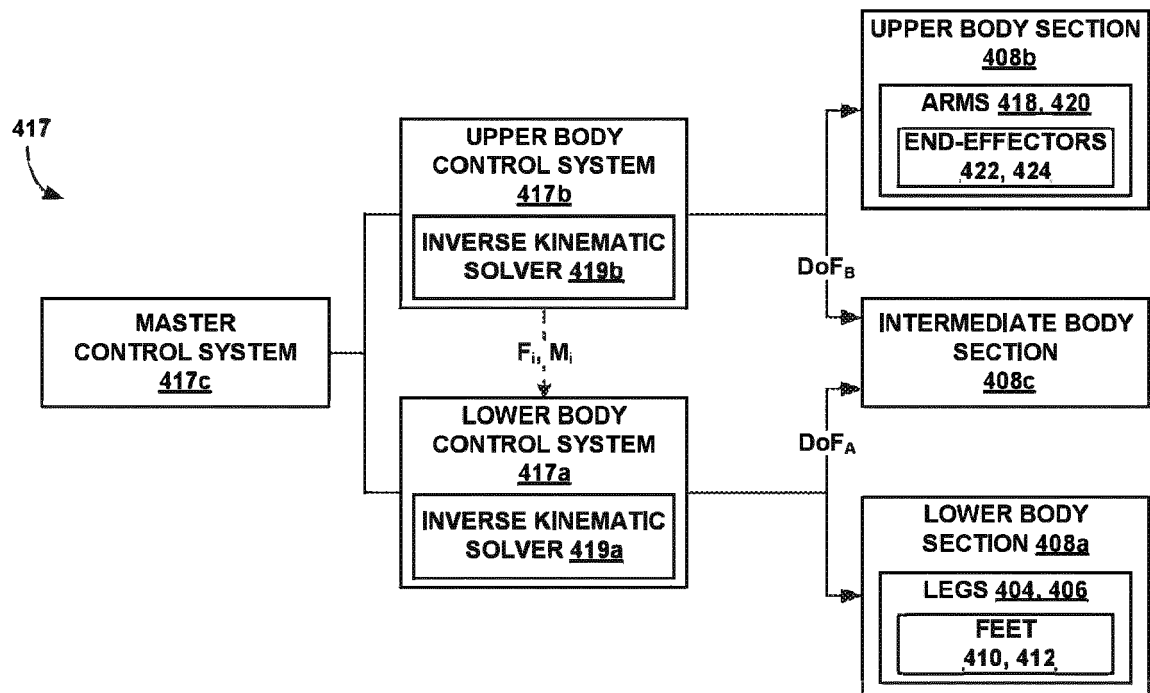 417
MASTER
CONTROL SYSTEM
417c
UPPER BODY
CONTROL SYSTEM
417b
INVERSE KINEMATIC
SOLVER 419b
Fi, Mi
LOWER BODY
CONTROL SYSTEM
417a
INVERSE KINEMATIC
SOLVER 419a
UPPER BODY SECTION
408b
ARMS 418, 420
END-EFFECTORS
422, 424
DoFB
INTERMEDIATE BODY
SECTION
408c
DoFA
LOWER BODY
SECTION 408a
LEGS 404, 406
FEET
410, 412